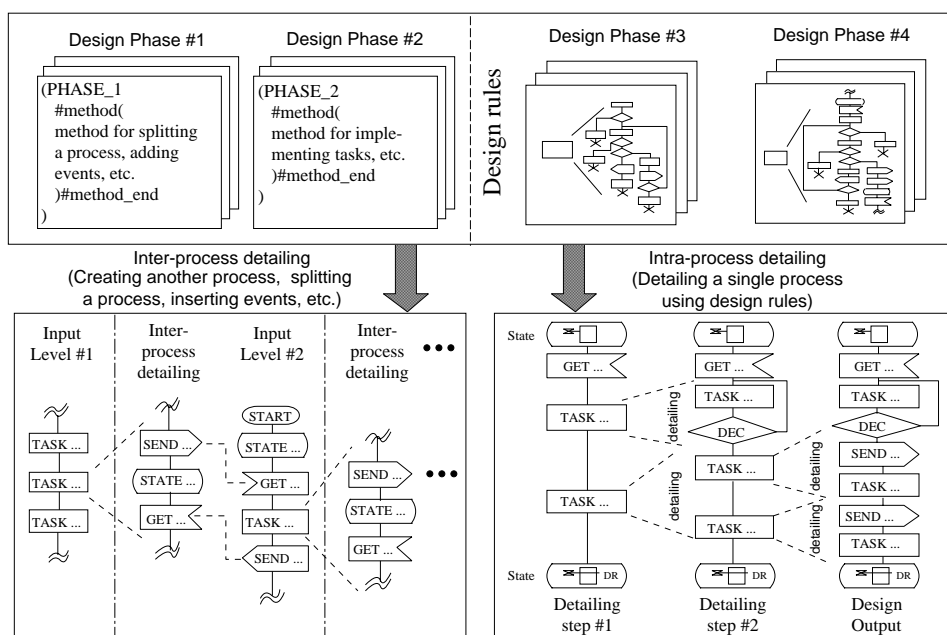 Design Phase #1
(PHASE_1
#method(
method for splitting
a process, adding
events, etc.
)#method_end
)
Design Phase #2
(PHASE_2
#method(
method for imple-
menting tasks, etc.
)#method_end
)
Design rules
Design Phase #3
Design Phase #4
Inter-process detailing
(Creating another process, splitting
a process, inserting events, etc.)
Intra-process detailing
(Detailing a single process
using design rules)
Input
Level #1
TASK ...
TASK ...
TASK ...
Inter-
process
detailing
SEND ...
STATE ...
GET ...
Input
Level #2
START
STATE ...
GET ...
TASK ...
SEND ...
Inter-
process
detailing
SEND ...
STATE ...
GET ...
•••
•••
State
GET ...
TASK ...
TASK ...
State
DR
Detailing
step #1
detailing
detailing
GET ...
TASK ...
DEC
TASK ...
TASK ...
DR
Detailing
step #2
detailing
detailing
GET ...
TASK ...
DEC
SEND ...
TASK ...
SEND ...
TASK ...
DR
Design
Output